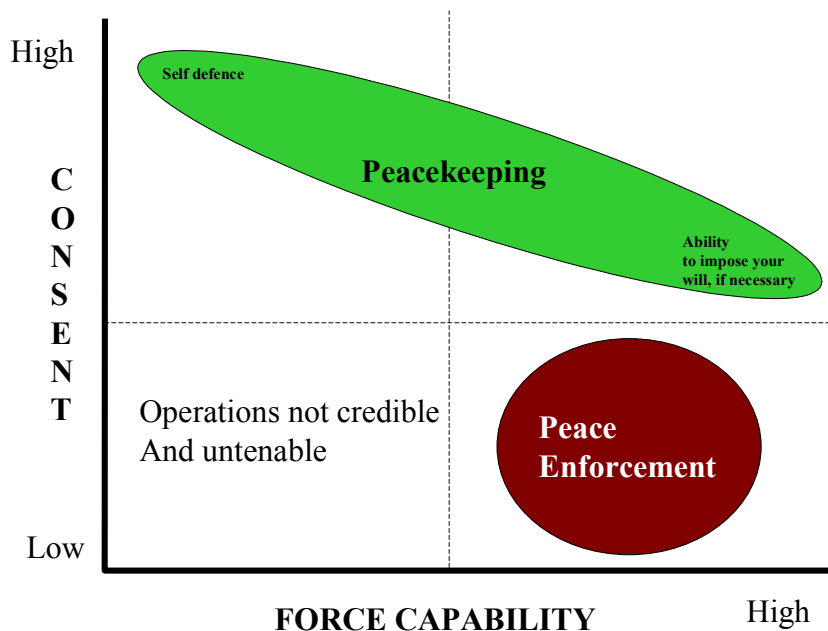 High
Self defence
Peacekeeping
CONSENT
Ability
to impose your
will, if necessary
Operations not credible
And untenable
Peace
Enforcement
Low
FORCE CAPABILITY
High